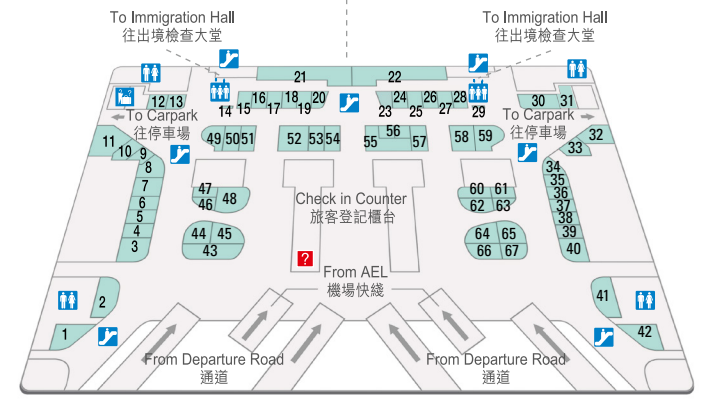 To Immigration Hall
往出境檢查大堂
To Immigration Hall
往出境檢查大堂
21
22
12 13
14 15 16 17 18 19 20
23 24 25 26 27 28 29
30 31
To Carpark
往停車場
To Carpark
往停車場
11 10 9
49 50 51
52 53 54
55 56 57
58 59
33 32
8
7
6
5
4
3
47
46 48
Check in Counter
旅客登記櫃台
60 61
62 63
34
35
36
37
38
39
40
44 45
43
64 65
66 67
?
From AEL
機場快綫
2
1
41
42
From Departure Road
通道
From Departure Road
通道